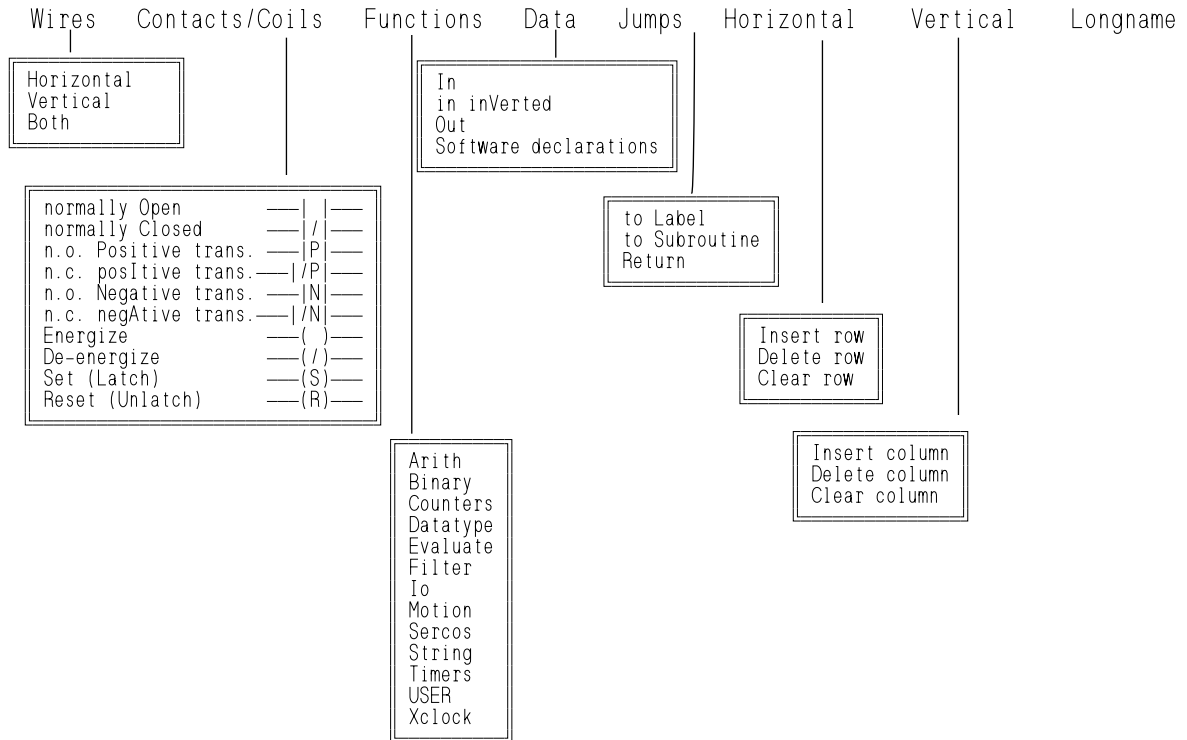 Wires Contacts/Coils Functions Data Jumps Horizontal Vertical Longname
Horizontal
Vertical
Both
In
in inVerted
Out
Software declarations
normally Open ——| |——
normally Closed ——|/|——
n.o. Positive trans. ——|P|——
n.c. posItive trans.——|/P|——
n.o. Negative trans. ——|N|——
n.c. negAtive trans.——|/N|——
Energize ——( )——
De-energize ——(/)——
Set (Latch) ——(S)——
Reset (Unlatch) ——(R)——
to Label
to Subroutine
Return
Insert row
Delete row
Clear row
Insert column
Delete column
Clear column
Arith
Binary
Counters
Datatype
Evaluate
Filter
Io
Motion
Sercos
String
Timers
USER
Xclock